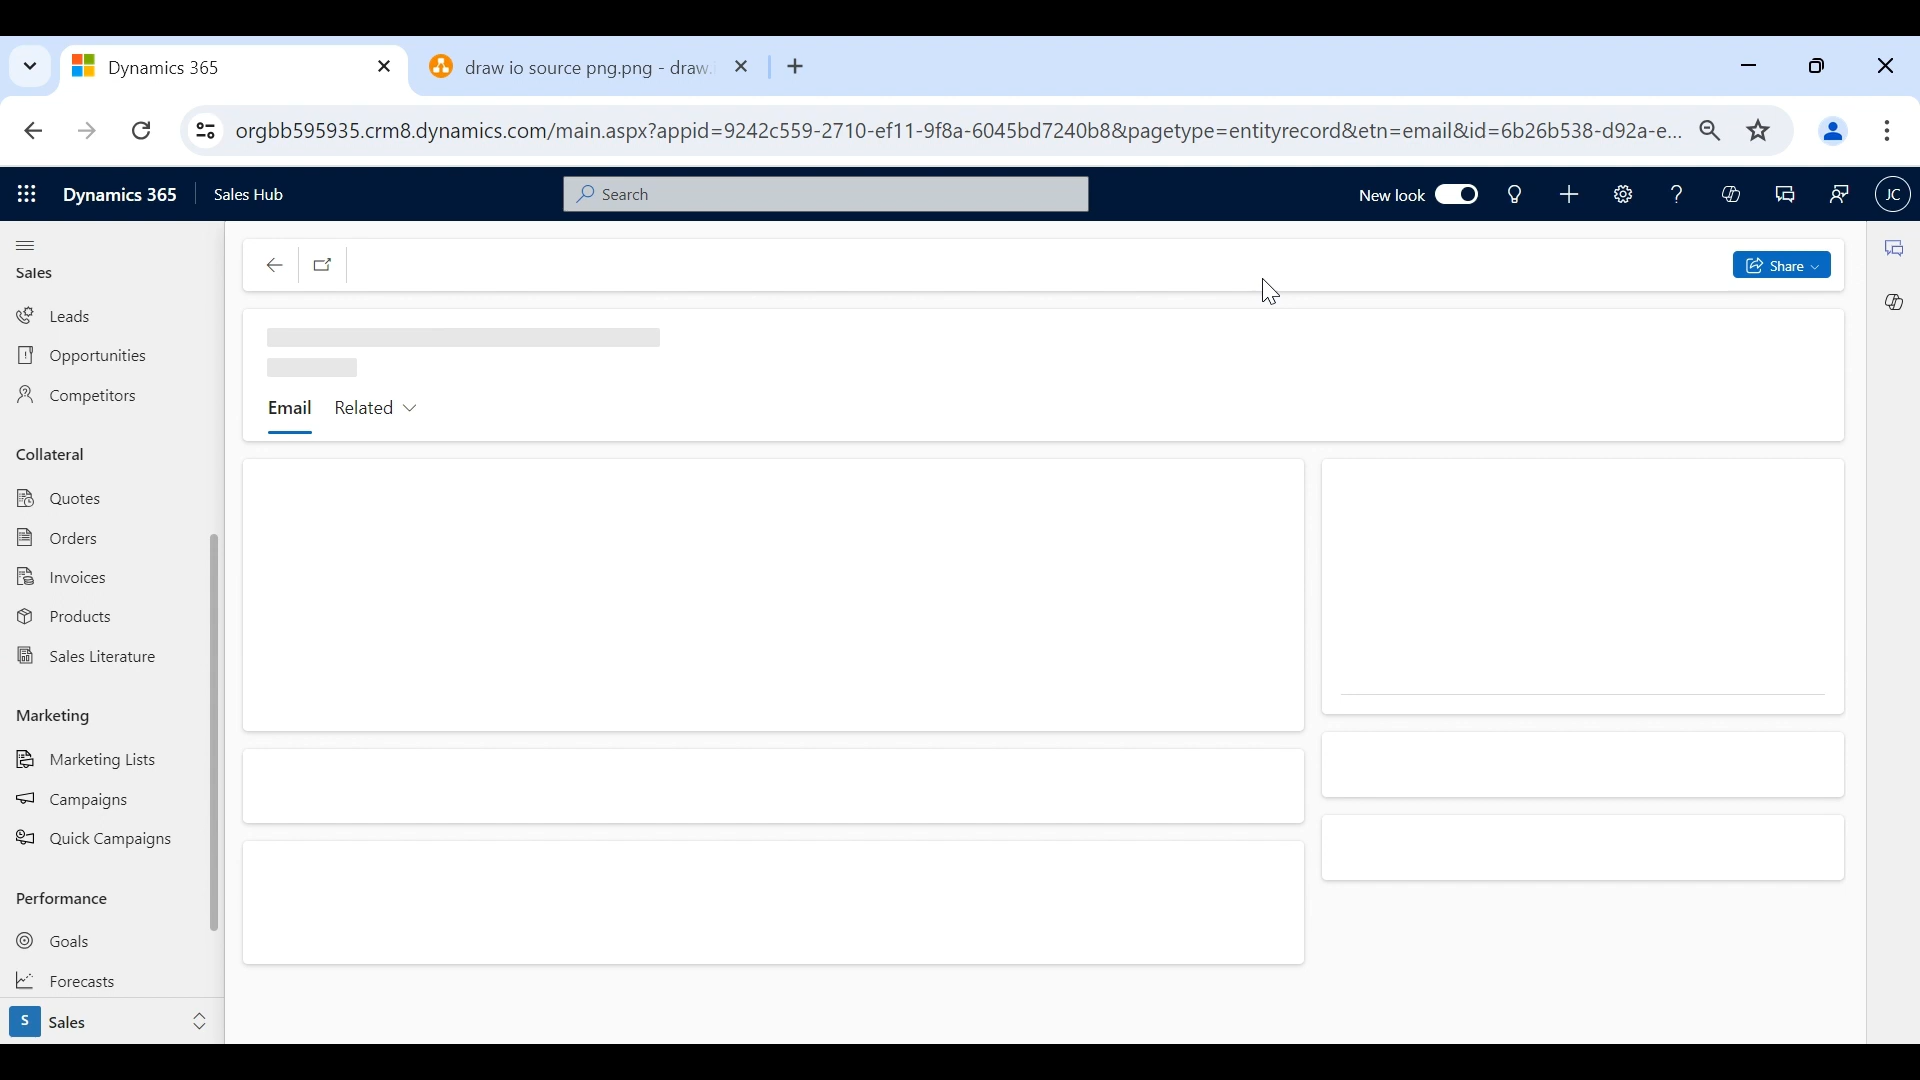 Dynamics 365
draw io source png.png - draw.
orgbb595935.crm8.dynamics.com/main.aspx?appid=9242c559-2710-ef11-9f8a-6045bd7240b8&pagetype=entityrecord&etn=email&id=6b26b538-d92a-e...
Dynamics 365
Sales Hub
Search
New look
JC
Sales
Leads
Opportunities
Competitors
Collateral
Quotes
Orders
Invoices
Products
Sales Literature
Marketing
Marketing Lists
Campaigns
Quick Campaigns
Performance
Goals
Forecasts
S Sales
Share
Email
Related